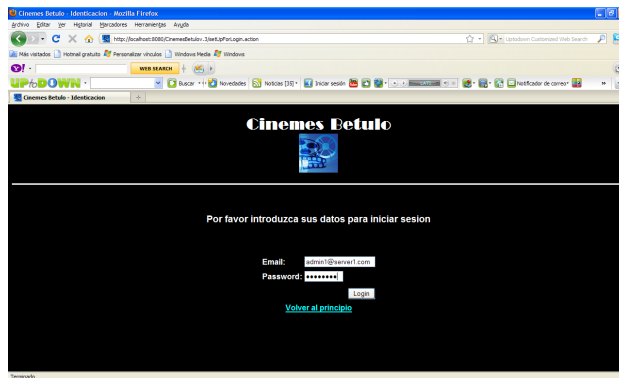 Cinemes Betulo - Identicacion - Mozilla Firefox
Archivo Editar Ver Historial Marcadores Herramientas Ayuda
http://localhost:8080/CinemesBetulov.3/setUpForLogin.action
Uptodown Customized Web Search
Más visitados Hotmail gratuito Personalizar vínculos Windows Media Windows
WEB SEARCH
UPtoDOWN Buscar Novedades Noticias [35] Iniciar sesión Notificador de correo
Cinemes Betulo - Identicacion
Cinemes Betulo
Por favor introduzca sus datos para iniciar sesion
Email: admin1@server1.com
Password: ••••••••
Login
Volver al principio
Terminado